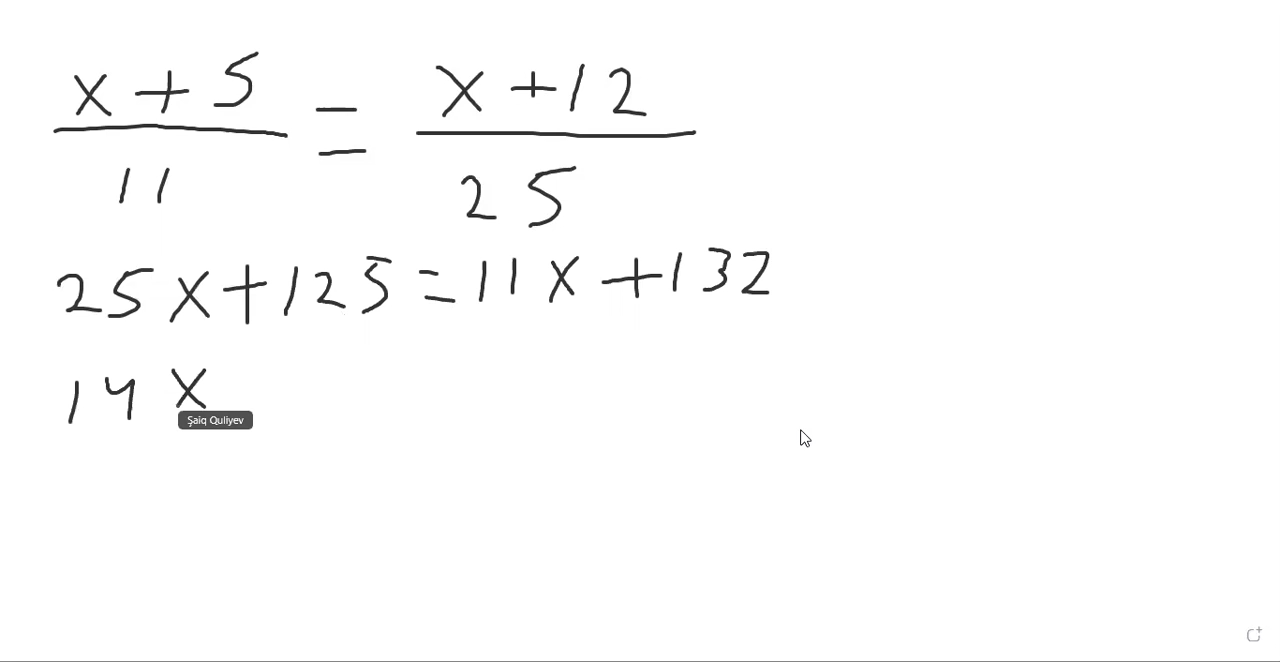 x + 5 = x + 12
11 25
25x + 125 = 11x + 132
14x
Şaiq Quliyev